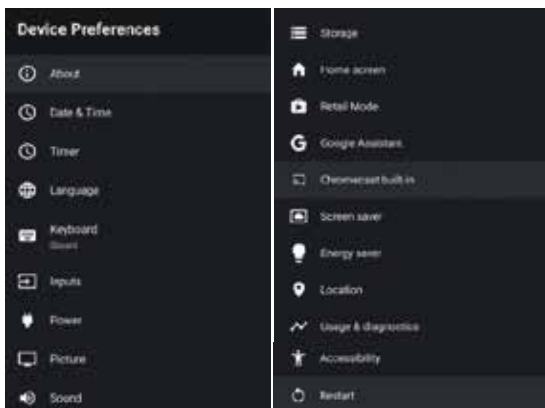 Device Preferences
About
Date & Time
Timer
Language
Keyboard
Gboard
Inputs
Power
Picture
Sound
Storage
Home screen
Retail Mode
Google Assistant
Chromecast built-in
Screen saver
Energy saver
Location
Usage & diagnostics
Accessibility
Restart